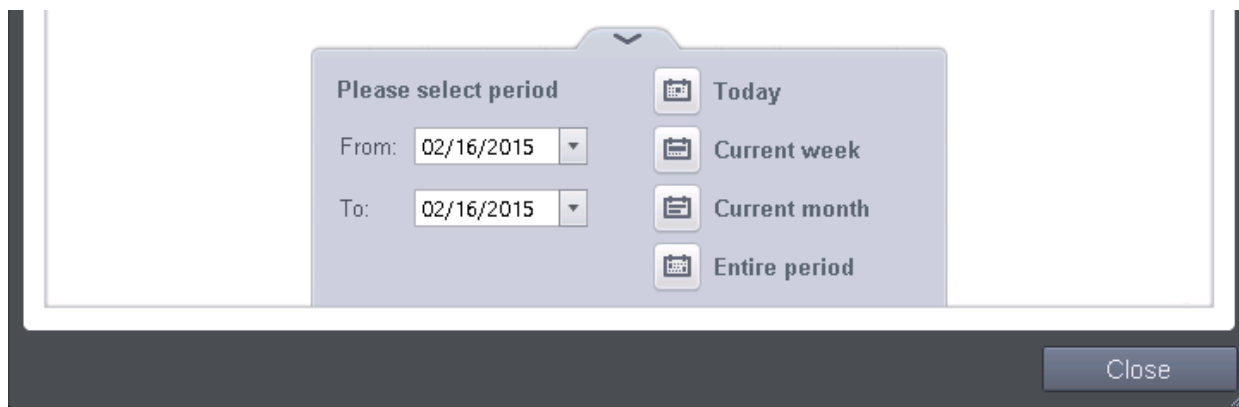 Please select period
From: 02/16/2015
To: 02/16/2015
Today
Current week
Current month
Entire period
Close